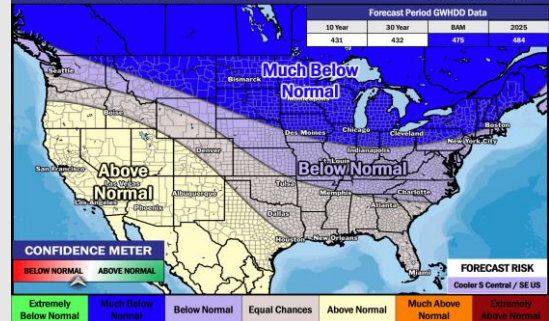 Forecast Period GWHDD Data
10 Year 30 Year BAM 2025
431 432 475 484
Seattle
Bismarck
Much Below
Normal
Minneapolis
Boise
Boston
Des Moines
Chicago
Cleveland
New York City
Denver
Indianapolis
St. Louis
Below Normal
San Francisco
Above
Normal
Las Vegas
Los Angeles
Phoenix
Albuquerque
Tulsa
Memphis
Charlotte
Atlanta
Dallas
Houston
New Orleans
Miami
CONFIDENCE METER
BELOW NORMAL ABOVE NORMAL
FORECAST RISK
Cooler S Central / SE US
Extremely
Below Normal
Much Below
Normal
Below Normal
Equal Chances
Above Normal
Much Above
Normal
Extremely
Above Normal